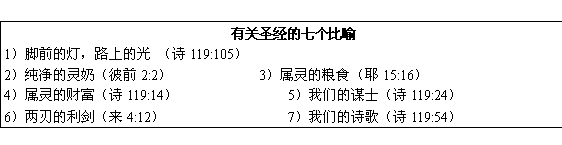 有关圣经的七个比喻
1）脚前的灯，路上的光 （诗 119:105）
2）纯净的灵奶（彼前 2:2） 3）属灵的粮食（耶 15:16）
4）属灵的财富（诗 119:14） 5）我们的谋士（诗 119:24）
6）两刃的利剑（来 4:12） 7）我们的诗歌（诗 119:54）